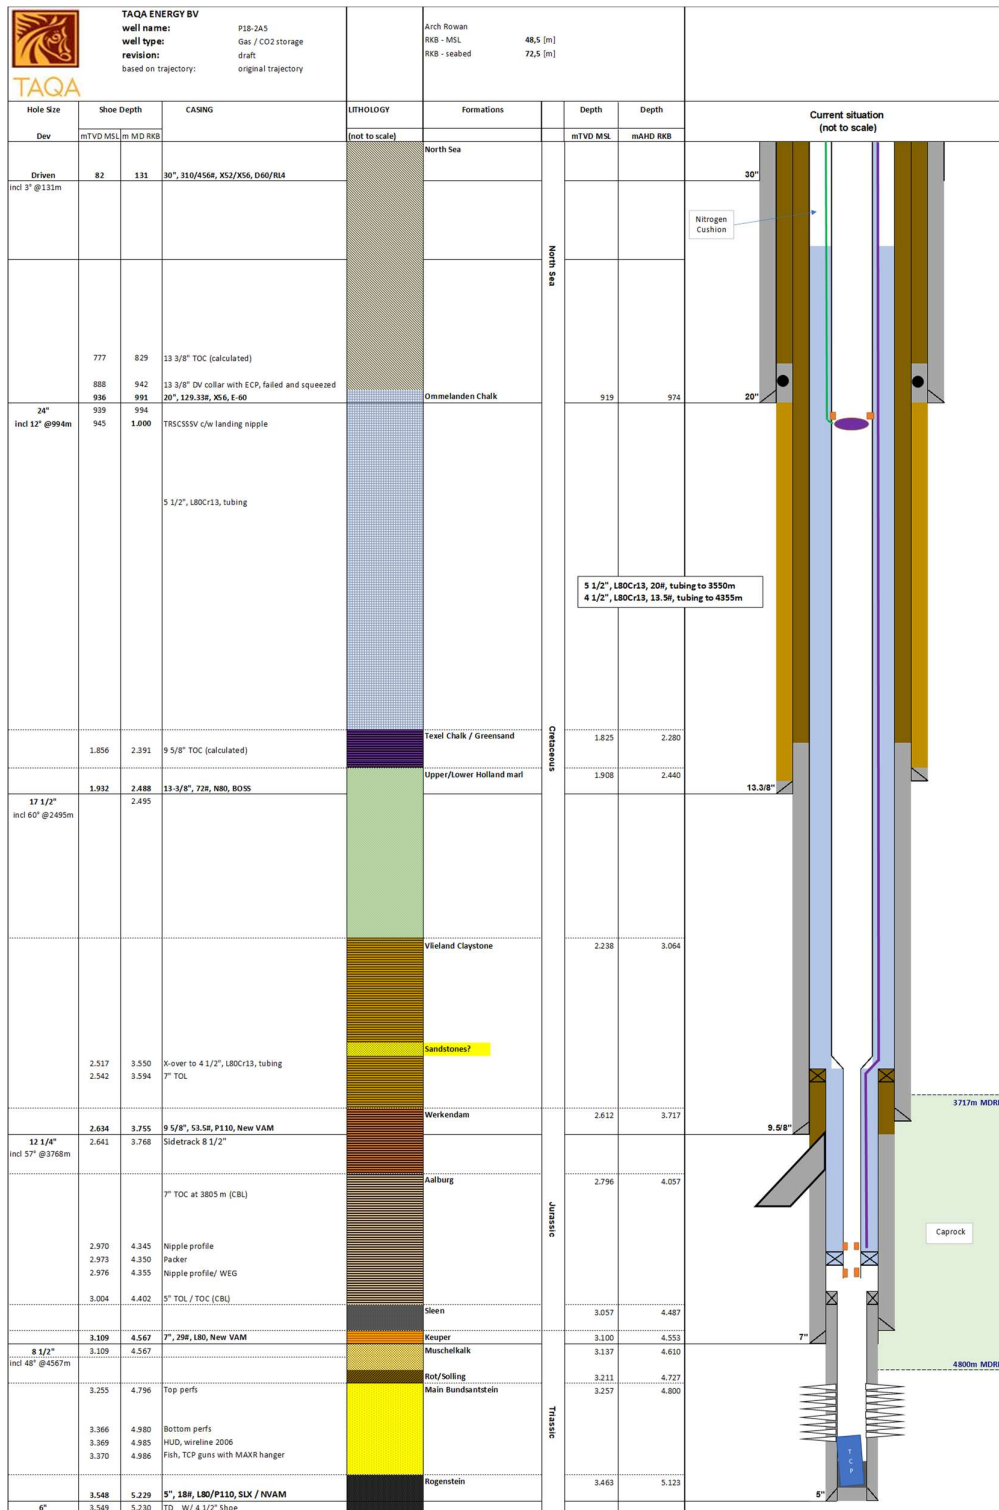 TAQA ENERGY BV
well name: P18-2A5
well type: Gas / CO2 storage
revision: draft
based on trajectory: original trajectory
TAQA
Arch Rowan
RKB - MSL 48,5 [m]
RKB - seabed 72,5 [m]
Hole Size Shoe Depth CASING LITHOLOGY Formations Depth Depth
Dev mTVD MSL m MD RKB (not to scale) mTVD MSL mAHD RKB
Current situation
(not to scale)
North Sea
Driven 82 131 30", 310/456#, X52/X56, D60/RL4
30"
incl 3° @131m
Nitrogen
Cushion
North Sea
777 829 13 3/8" TOC (calculated)
888 942 13 3/8" DV collar with ECP, failed and squeezed
936 991 20", 129.33#, X56, E-60 Ommelanden Chalk 919 974
20"
24" 939 994
incl 12° @994m 945 1.000 TRSCSSSV c/w landing nipple
5 1/2", L80Cr13, tubing
5 1/2", L80Cr13, 20#, tubing to 3550m
4 1/2", L80Cr13, 13.5#, tubing to 4355m
Cretaceous
Texel Chalk / Greensand 1.825 2.280
1.856 2.391 9 5/8" TOC (calculated)
Upper/Lower Holland marl 1.908 2.440
1.932 2.488 13-3/8", 72#, N80, BOSS
13.3/8"
17 1/2" 2.495
incl 60° @2495m
Vlieland Claystone 2.238 3.064
Sandstones?
2.517 3.550 X-over to 4 1/2", L80Cr13, tubing
2.542 3.594 7" TOL
3717m MDR
Werkendam 2.612 3.717
2.634 3.755 9 5/8", 53.5#, P110, New VAM
9.5/8"
12 1/4" 2.641 3.768 Sidetrack 8 1/2"
incl 57° @3768m
Aalburg 2.796 4.057
7" TOC at 3805 m (CBL)
Jurassic
Caprock
2.970 4.345 Nipple profile
2.973 4.350 Packer
2.976 4.355 Nipple profile/ WEG
3.004 4.402 5" TOL / TOC (CBL)
Sleen 3.057 4.487
3.109 4.567 7", 29#, L80, New VAM Keuper 3.100 4.553
7"
8 1/2" 3.109 4.567 Muschelkalk 3.137 4.610
incl 48° @4567m
4800m MDR
Rot/Solling 3.211 4.727
3.255 4.796 Top perfs Main Bundsantstein 3.257 4.800
Triassic
3.366 4.980 Bottom perfs
3.369 4.985 HUD, wireline 2006
3.370 4.986 Fish, TCP guns with MAXR hanger
T
C
P
Rogenstein 3.463 5.123
3.548 5.229 5", 18#, L80/P110, SLX / NVAM
5"
6" 3.549 5.230 TD W/ 4 1/2" Shoe